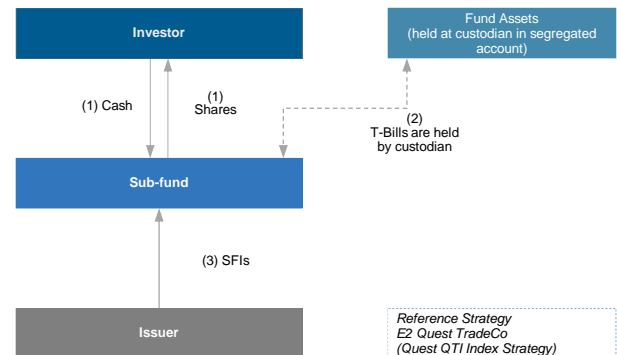 Investor
Fund Assets
(held at custodian in segregated
account)
(1) Cash
(1)
Shares
(2)
T-Bills are held
by custodian
Sub-fund
(3) SFIs
Issuer
Reference Strategy
E2 Quest TradeCo
(Quest QTI Index Strategy)